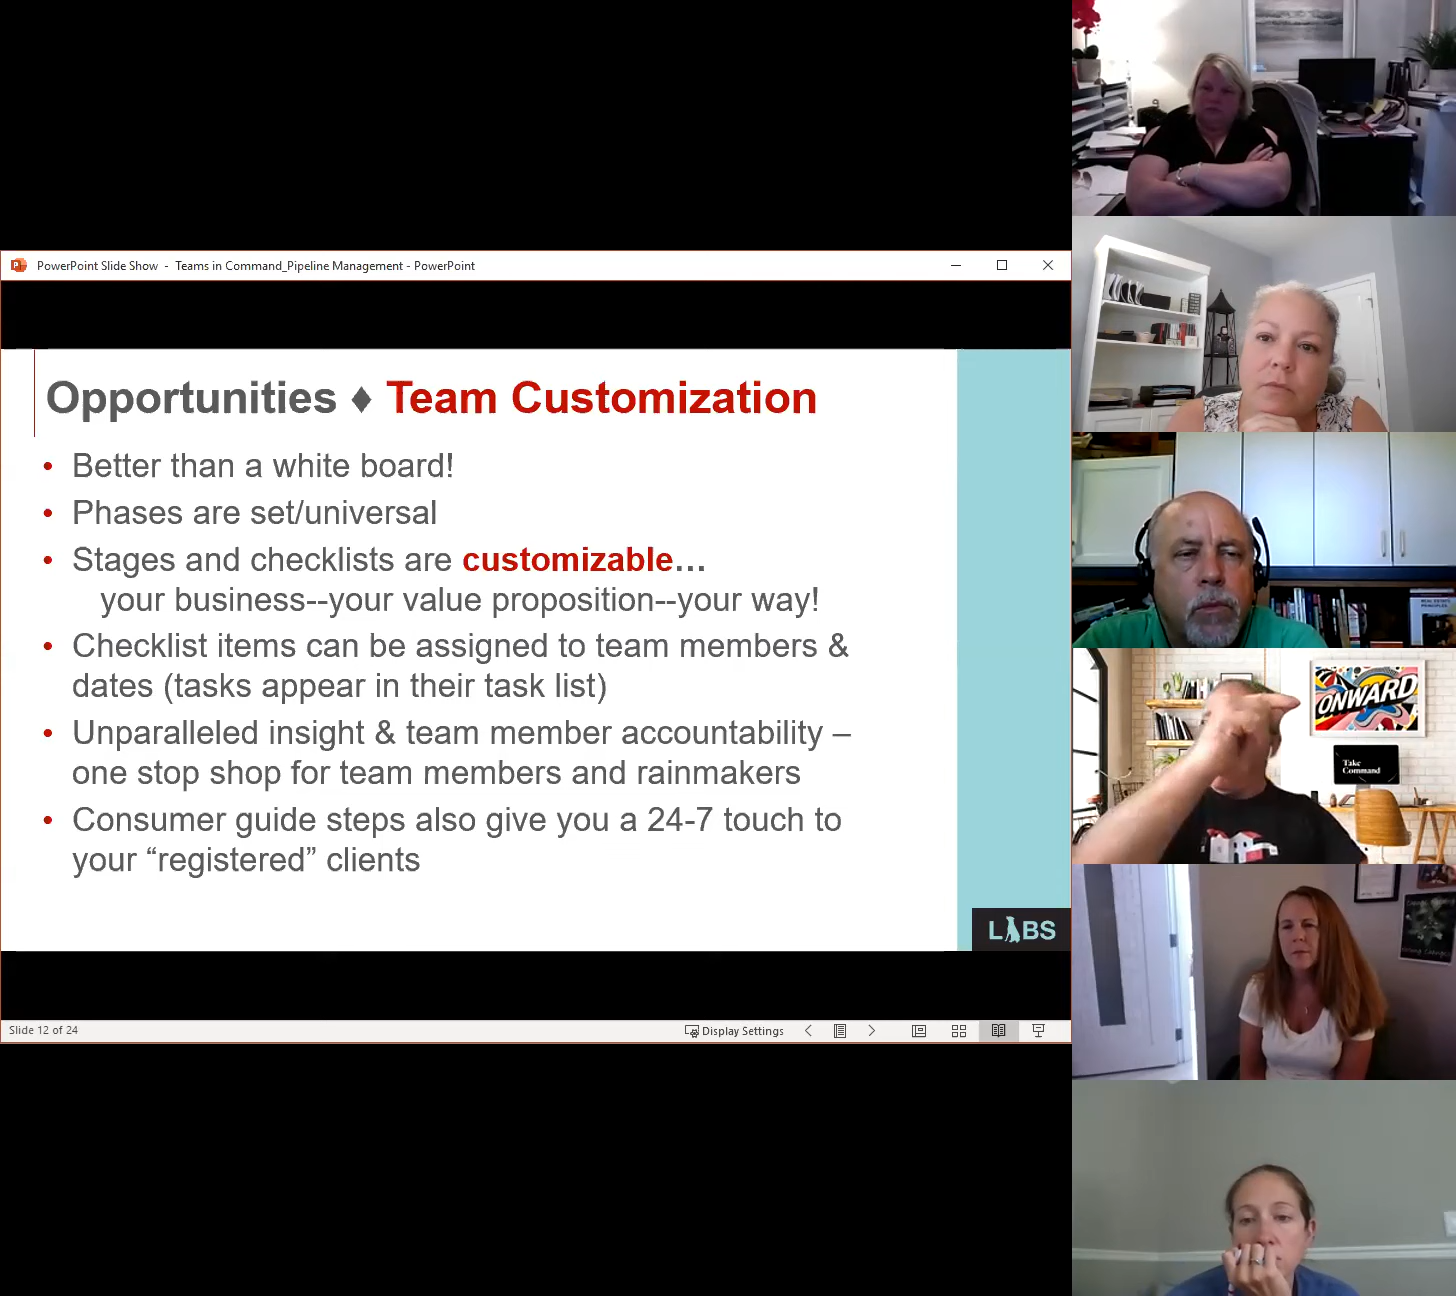 PowerPoint Slide Show - Teams in Command_Pipeline Management - PowerPoint
Opportunities ♦ Team Customization
• Better than a white board!
• Phases are set/universal
• Stages and checklists are customizable...
your business--your value proposition--your way!
• Checklist items can be assigned to team members &
dates (tasks appear in their task list)
• Unparalleled insight & team member accountability –
one stop shop for team members and rainmakers
• Consumer guide steps also give you a 24-7 touch to
your “registered” clients
LABS
Slide 12 of 24
Display Settings
REAL ESTATE
PRINCIPLES
ONWARD
Take
Command